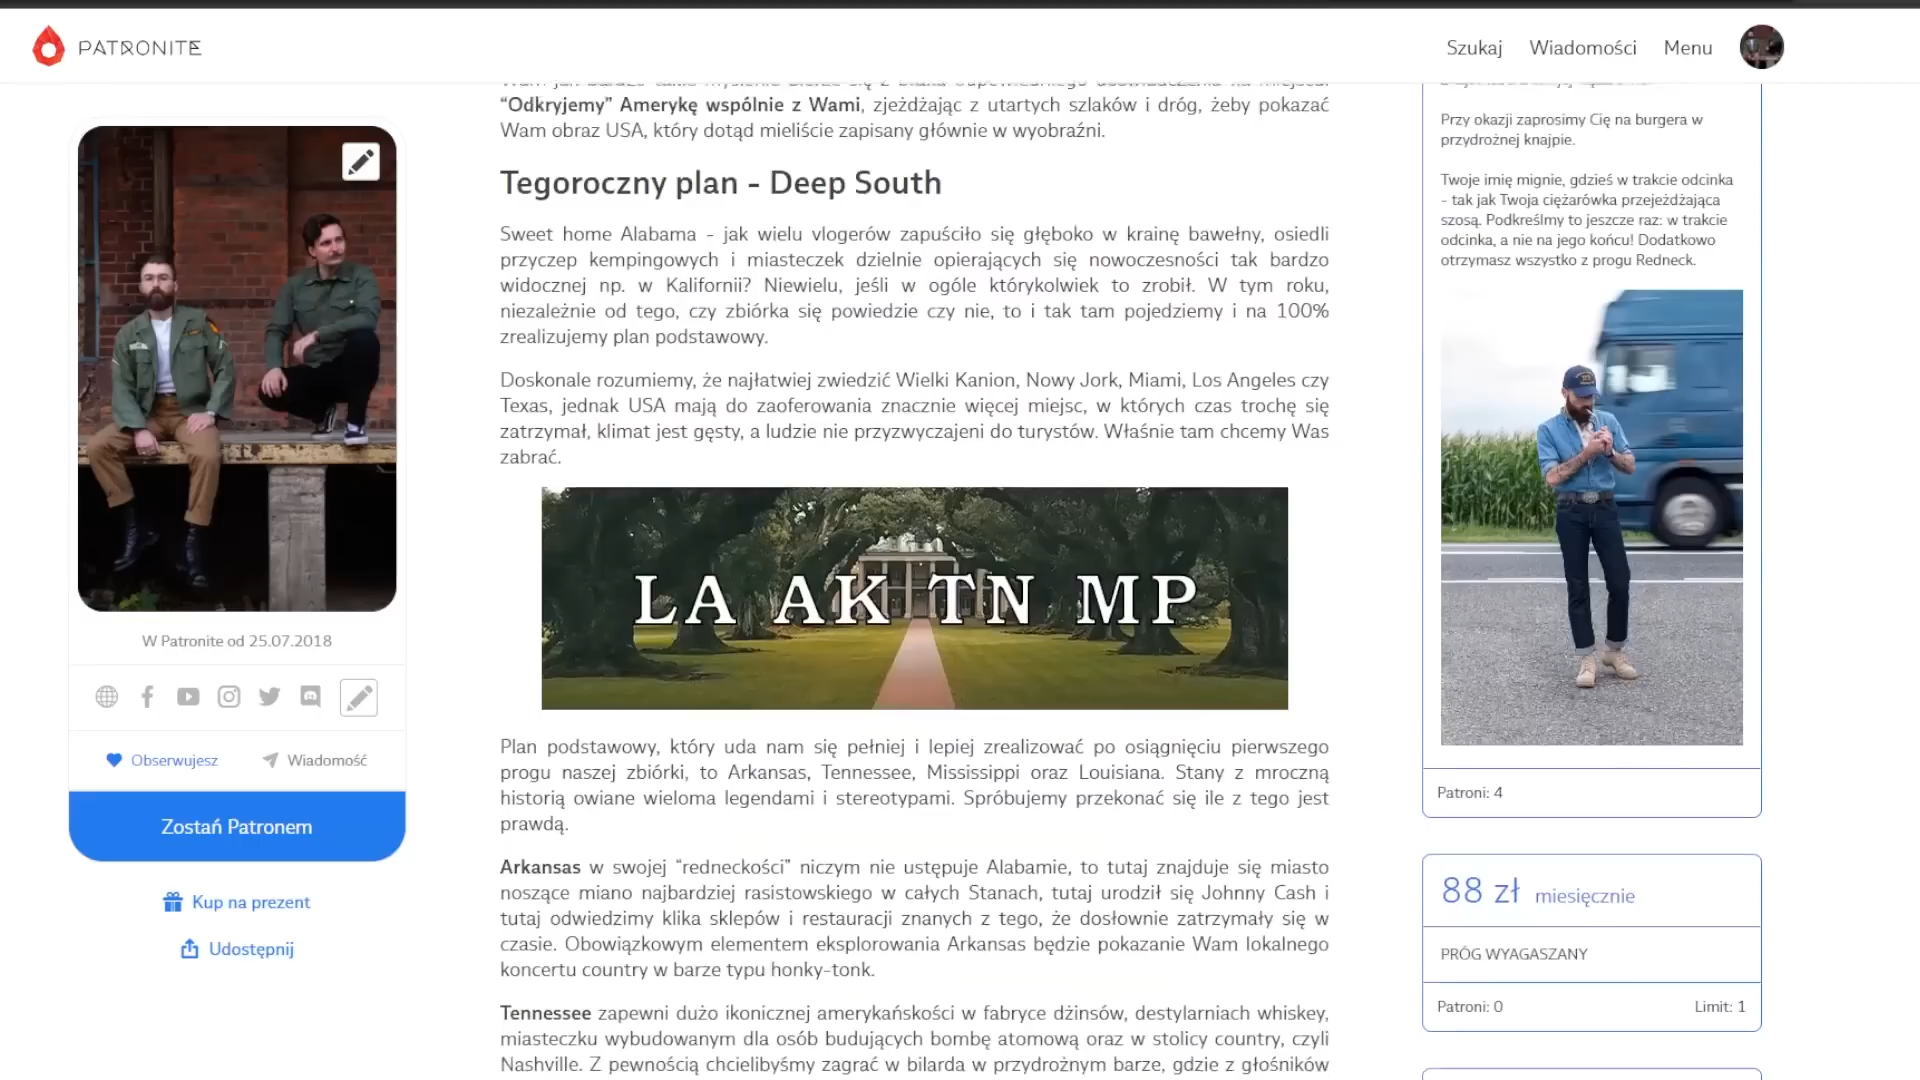 PATRONITE
Szukaj Wiadomości Menu
"Odkryjemy" Amerykę wspólnie z Wami, zjeżdżając z utartych szlaków i dróg, żeby pokazać
Wam obraz USA, który dotąd mieliście zapisany głównie w wyobraźni.
Tegoroczny plan - Deep South
Sweet home Alabama - jak wielu vlogerów zapuściło się głęboko w krainę bawełny, osiedli
przyczep kempingowych i miasteczek dzielnie opierających się nowoczesności tak bardzo
widocznej np. w Kalifornii? Niewielu, jeśli w ogóle którykolwiek to zrobił. W tym roku,
niezależnie od tego, czy zbiórka się powiedzie czy nie, to i tak tam pojedziemy i na 100%
zrealizujemy plan podstawowy.
Doskonale rozumiemy, że najłatwiej zwiedzić Wielki Kanion, Nowy Jork, Miami, Los Angeles czy
Texas, jednak USA mają do zaoferowania znacznie więcej miejsc, w których czas trochę się
zatrzymał, klimat jest gęsty, a ludzie nie przyzwyczajeni do turystów. Właśnie tam chcemy Was
zabrać.
LA AK TN MP
Plan podstawowy, który uda nam się pełniej i lepiej zrealizować po osiągnięciu pierwszego
progu naszej zbiórki, to Arkansas, Tennessee, Mississippi oraz Louisiana. Stany z mroczną
historią owiane wieloma legendami i stereotypami. Spróbujemy przekonać się ile z tego jest
prawdą.
Arkansas w swojej "redneckości" niczym nie ustępuje Alabamie, to tutaj znajduje się miasto
noszące miano najbardziej rasistowskiego w całych Stanach, tutaj urodził się Johnny Cash i
tutaj odwiedzimy klika sklepów i restauracji znanych z tego, że dosłownie zatrzymały się w
czasie. Obowiązkowym elementem eksplorowania Arkansas będzie pokazanie Wam lokalnego
koncertu country w barze typu honky-tonk.
Tennessee zapewni dużo ikonicznej amerykańskości w fabryce dżinsów, destylarniach whiskey,
miasteczku wybudowanym dla osób budujących bombę atomową oraz w stolicy country, czyli
Nashville. Z pewnością chcielibyśmy zagrać w bilarda w przydrożnym barze, gdzie z głośników
W Patronite od 25.07.2018
Obserwujesz Wiadomość
Zostań Patronem
Kup na prezent
Udostępnij
Przy okazji zaprosimy Cię na burgera w
przydrożnej knajpie.
Twoje imię mignie, gdzieś w trakcie odcinka
- tak jak Twoja ciężarówka przejeżdżająca
szosą. Podkreślmy to jeszcze raz: w trakcie
odcinka, a nie na jego końcu! Dodatkowo
otrzymasz wszystko z progu Redneck.
Patroni: 4
88 zł miesięcznie
PRÓG WYAGASZANY
Patroni: 0 Limit: 1